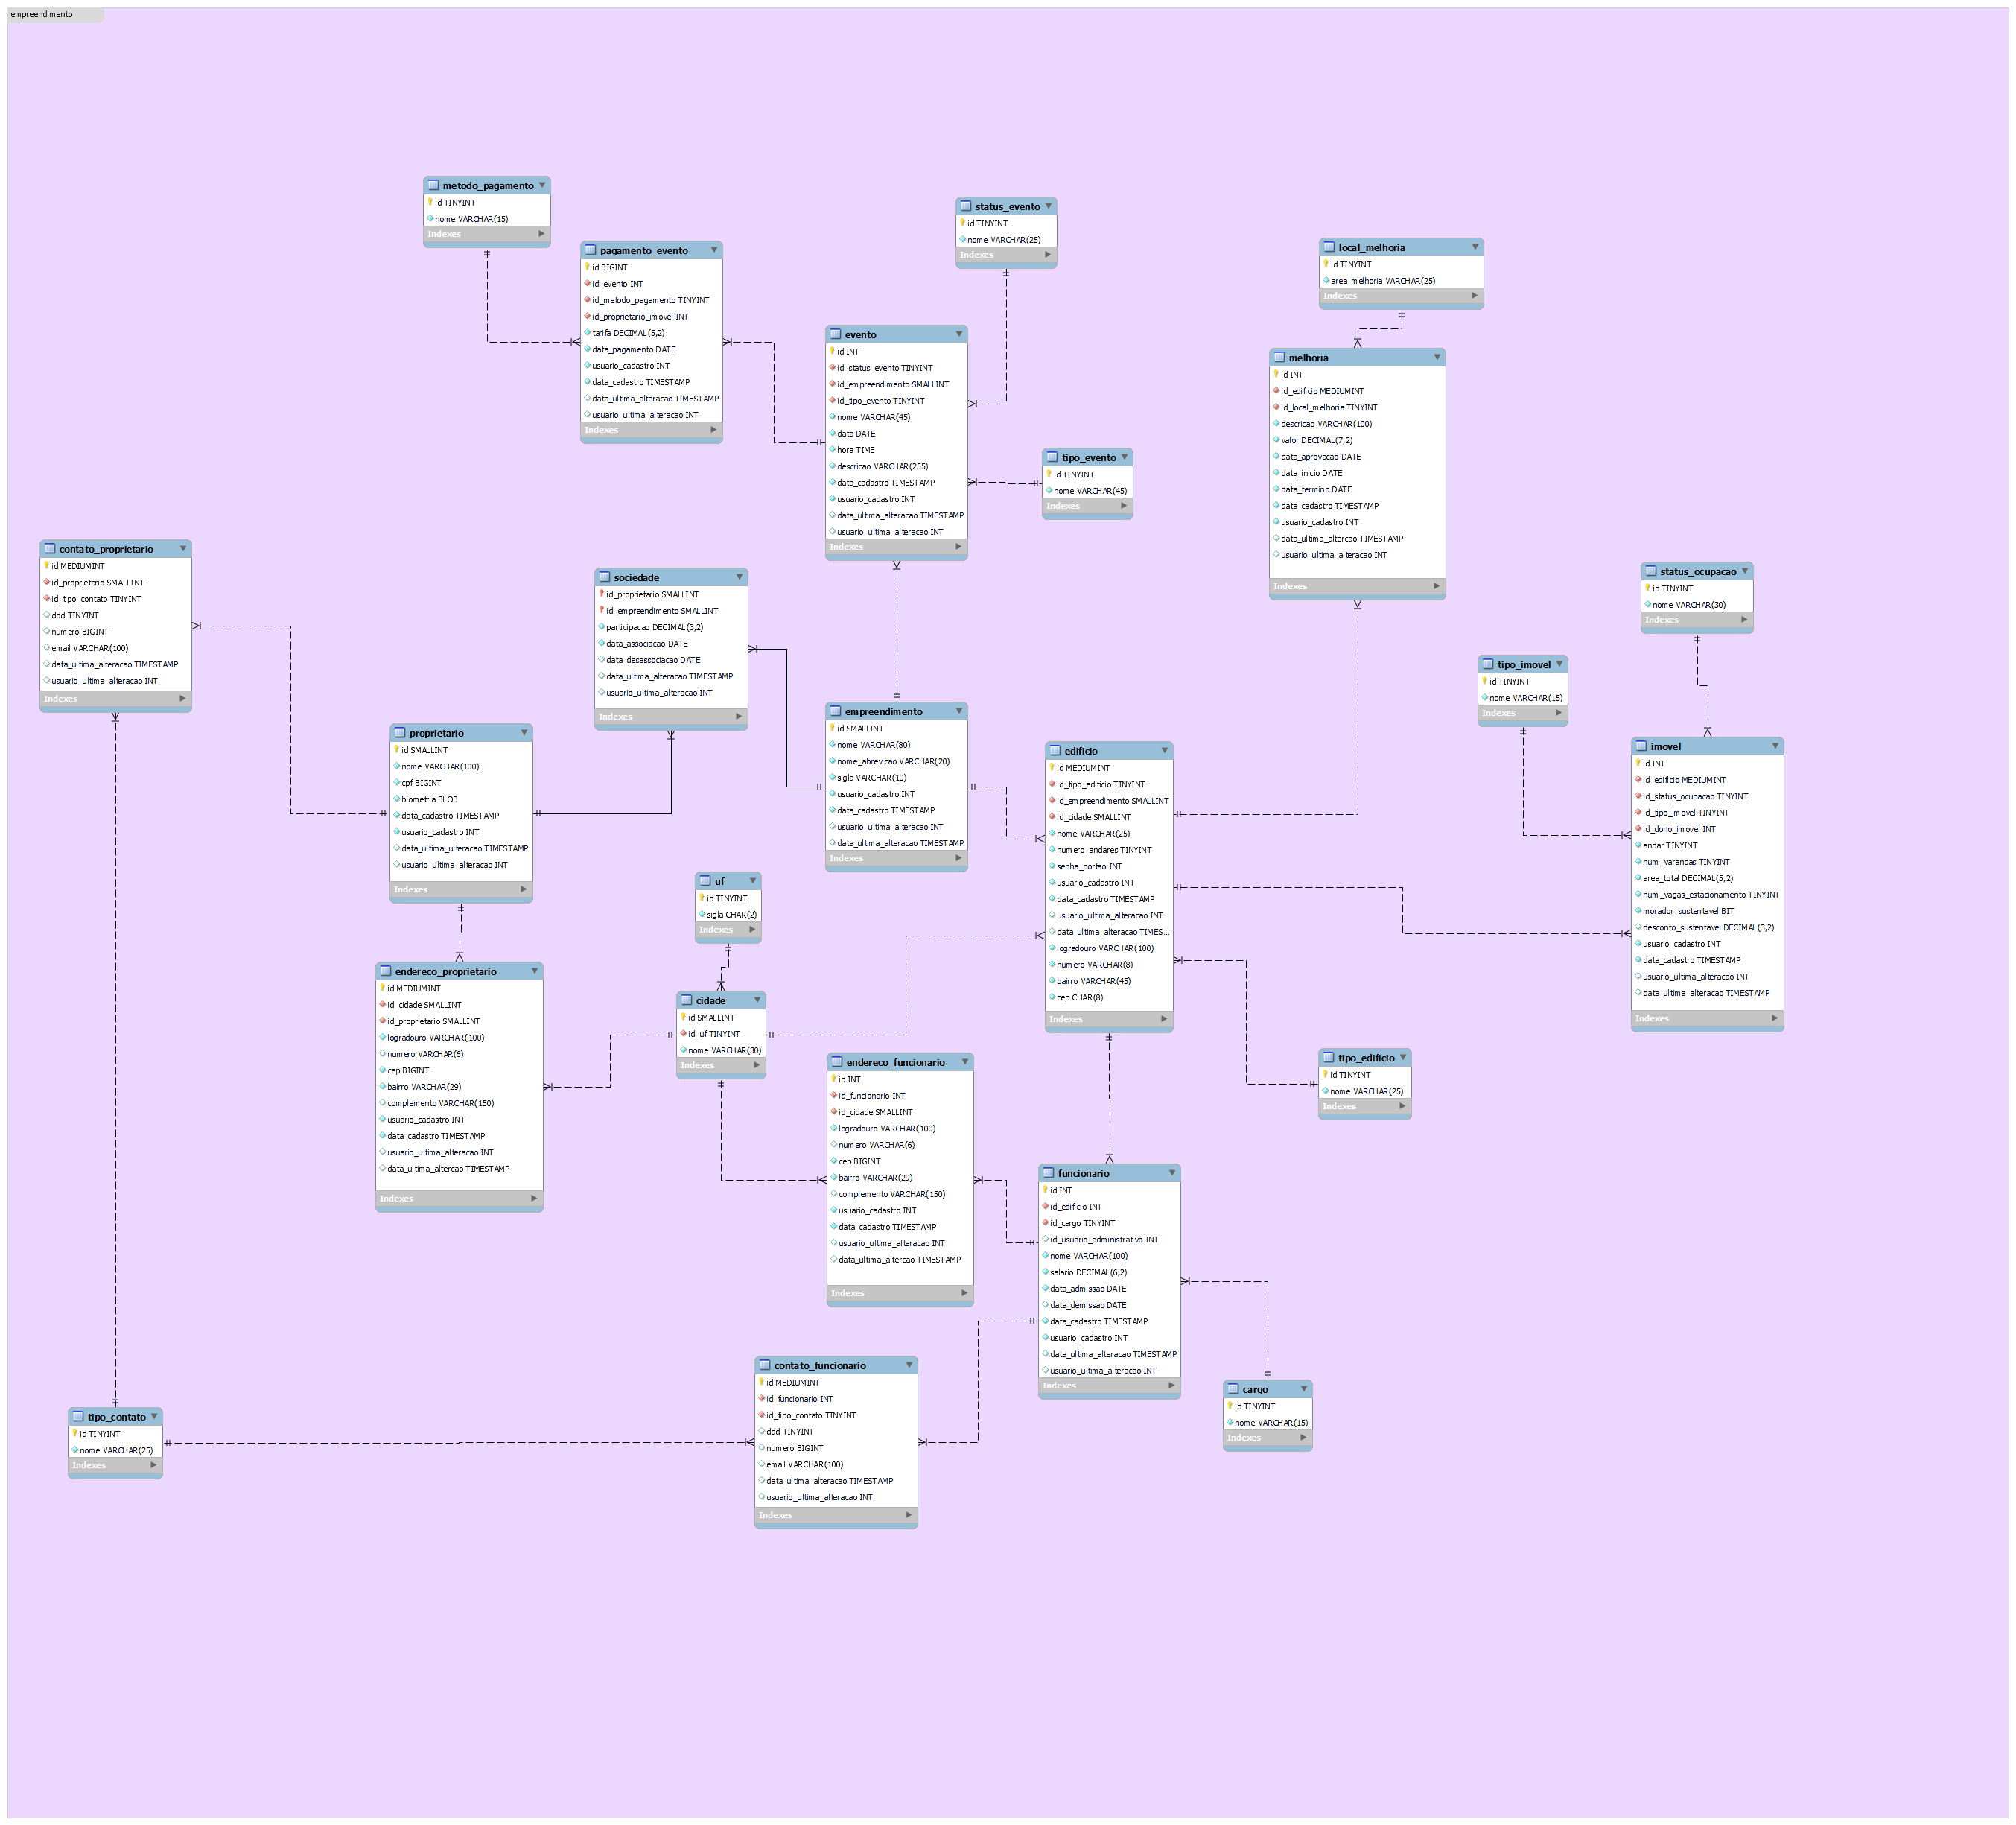 empreendimento
metodo_pagamento
id TINYINT
nome VARCHAR(15)
Indexes
pagamento_evento
id BIGINT
id_evento INT
id_metodo_pagamento TINYINT
id_proprietario_imovel INT
tarifa DECIMAL(5,2)
data_pagamento DATE
usuario_cadastro INT
data_cadastro TIMESTAMP
data_ultima_alteracao TIMESTAMP
usuario_ultima_alteracao INT
Indexes
status_evento
id TINYINT
nome VARCHAR(25)
Indexes
evento
id INT
id_status_evento TINYINT
id_empreendimento SMALLINT
id_tipo_evento TINYINT
nome VARCHAR(45)
data DATE
hora TIME
descricao VARCHAR(255)
data_cadastro TIMESTAMP
usuario_cadastro INT
data_ultima_alteracao TIMESTAMP
usuario_ultima_alteracao INT
Indexes
tipo_evento
id TINYINT
nome VARCHAR(45)
Indexes
local_melhoria
id TINYINT
area_melhoria VARCHAR(25)
Indexes
melhoria
id INT
id_edificio MEDIUMINT
id_local_melhoria TINYINT
descricao VARCHAR(100)
valor DECIMAL(7,2)
data_aprovacao DATE
data_inicio DATE
data_termino DATE
data_cadastro TIMESTAMP
usuario_cadastro INT
data_ultima_altercao TIMESTAMP
usuario_ultima_alteração INT
Indexes
contato_proprietario
id MEDIUMINT
id_proprietario SMALLINT
id_tipo_contato TINYINT
ddd TINYINT
numero BIGINT
email VARCHAR(100)
data_ultima_alteracao TIMESTAMP
usuario_ultima_alteracao INT
Indexes
sociedade
id_proprietario SMALLINT
id_empreendimento SMALLINT
participacao DECIMAL(3,2)
data_associacao DATE
data_desassociacao DATE
data_ultima_alteracao TIMESTAMP
usuario_ultima_alteracao INT
Indexes
status_ocupacao
id TINYINT
nome VARCHAR(30)
Indexes
tipo_imovel
id TINYINT
nome VARCHAR(15)
Indexes
proprietario
id SMALLINT
nome VARCHAR(100)
cpf BIGINT
biometria BLOB
data_cadastro TIMESTAMP
usuario_cadastro INT
data_ultima_ulteracao TIMESTAMP
usuario_ultima_alteracao INT
Indexes
empreendimento
id SMALLINT
nome VARCHAR(80)
nome_abrevicao VARCHAR(20)
sigla VARCHAR(10)
usuario_cadastro INT
data_cadastro TIMESTAMP
usuario_ultima_alteracao INT
data_ultima_alteracao TIMESTAMP
Indexes
edificio
id MEDIUMINT
id_tipo_edificio TINYINT
id_empreendimento SMALLINT
id_cidade SMALLINT
nome VARCHAR(25)
numero_andares TINYINT
senha_portao INT
usuario_cadastro INT
data_cadastro TIMESTAMP
usuario_ultima_alteracao INT
data_ultima_alteracao TIMES...
logradouro VARCHAR(100)
numero VARCHAR(8)
bairro VARCHAR(45)
cep CHAR(8)
Indexes
imovel
id INT
id_edificio MEDIUMINT
id_status_ocupacao TINYINT
id_tipo_imovel TINYINT
id_dono_imovel INT
andar TINYINT
num_varandas TINYINT
area_total DECIMAL(5,2)
num_vagas_estacionamento TINYINT
morador_sustentavel BIT
desconto_sustentavel DECIMAL(3,2)
usuario_cadastro INT
data_cadastro TIMESTAMP
usuario_ultima_alteracao INT
data_ultima_alteracao TIMESTAMP
Indexes
uf
id TINYINT
sigla CHAR(2)
Indexes
endereco_proprietario
id MEDIUMINT
id_cidade SMALLINT
id_proprietario SMALLINT
logradouro VARCHAR(100)
numero VARCHAR(6)
cep BIGINT
bairro VARCHAR(29)
complemento VARCHAR(150)
usuario_cadastro INT
data_cadastro TIMESTAMP
usuario_ultima_alteracao INT
data_ultima_altercao TIMESTAMP
Indexes
cidade
id SMALLINT
id_uf TINYINT
nome VARCHAR(30)
Indexes
endereco_funcionario
id INT
id_funcionario INT
id_cidade SMALLINT
logradouro VARCHAR(100)
numero VARCHAR(6)
cep BIGINT
bairro VARCHAR(29)
complemento VARCHAR(150)
usuario_cadastro INT
data_cadastro TIMESTAMP
usuario_ultima_alteracao INT
data_ultima_altercao TIMESTAMP
Indexes
tipo_edificio
id TINYINT
nome VARCHAR(25)
Indexes
funcionario
id INT
id_edificio INT
id_cargo TINYINT
id_usuario_administrativo INT
nome VARCHAR(100)
salario DECIMAL(6,2)
data_admissao DATE
data_demissao DATE
data_cadastro TIMESTAMP
usuario_cadastro INT
data_ultima_alteracao TIMESTAMP
usuario_ultima_alteracao INT
Indexes
contato_funcionario
id MEDIUMINT
id_funcionario INT
id_tipo_contato TINYINT
ddd TINYINT
numero BIGINT
email VARCHAR(100)
data_ultima_alteracao TIMESTAMP
usuario_ultima_alteracao INT
Indexes
cargo
id TINYINT
nome VARCHAR(15)
Indexes
tipo_contato
id TINYINT
nome VARCHAR(25)
Indexes